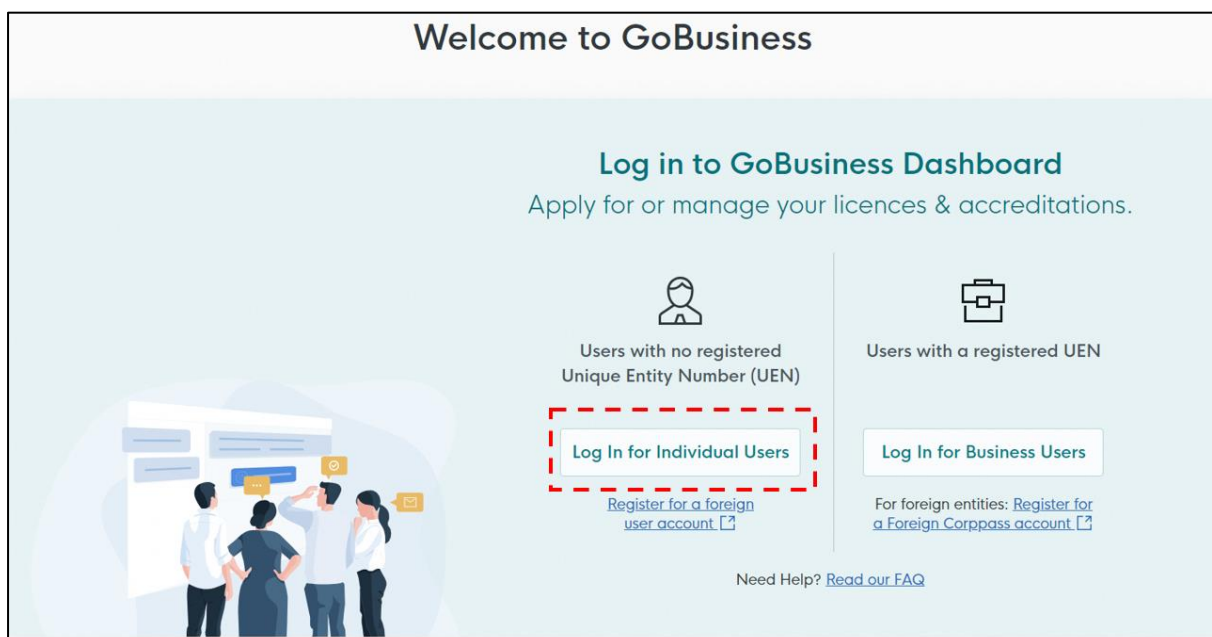 Welcome to GoBusiness
Log in to GoBusiness Dashboard
Apply for or manage your licences & accreditations.
Users with no registered
Unique Entity Number (UEN)
Log In for Individual Users
Register for a foreign
user account
Users with a registered UEN
Log In for Business Users
For foreign entities: Register for
a Foreign Corppass account
Need Help? Read our FAQ